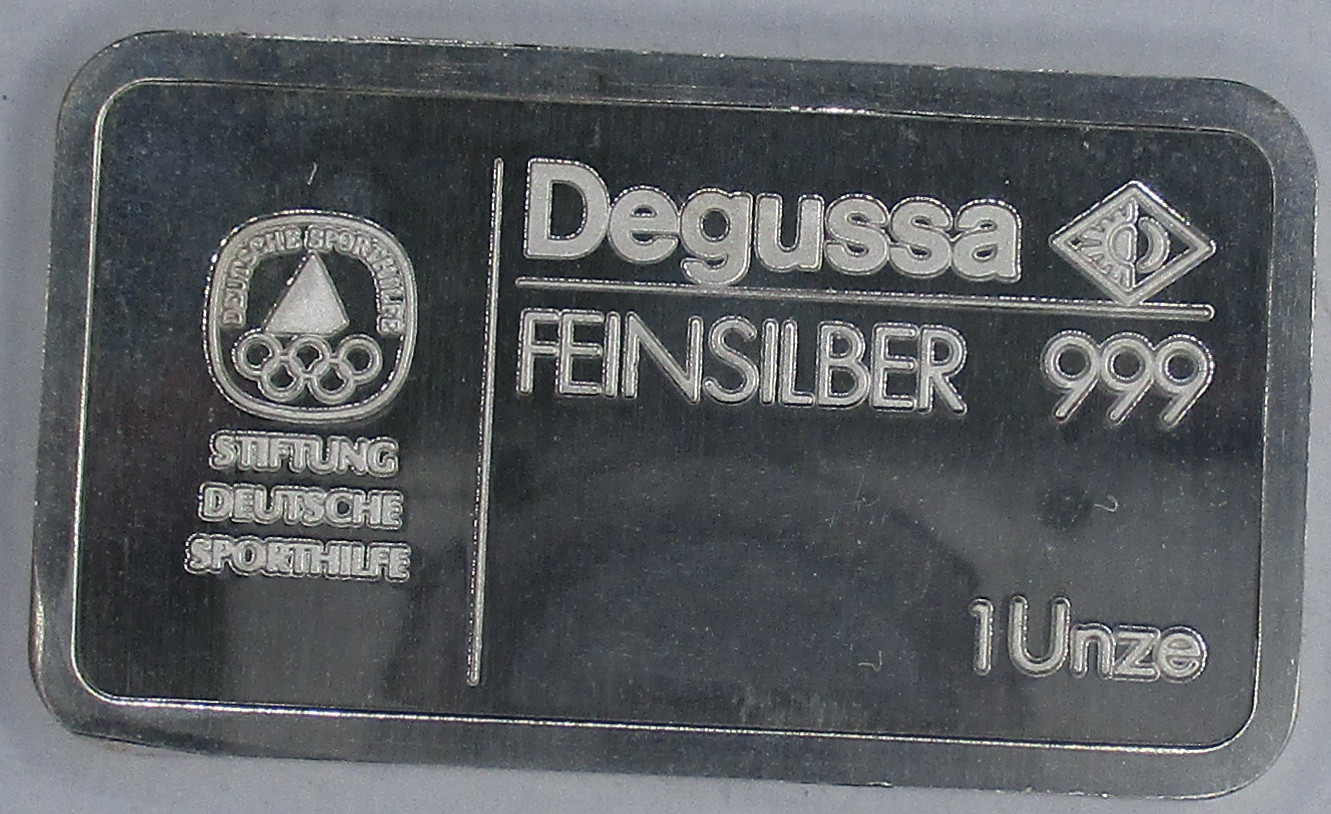 DEUTSCHE SPORTHILFE
STIFTUNG
DEUTSCHE
SPORTHILFE
Degussa
FEINSILBER 999
1 Unze